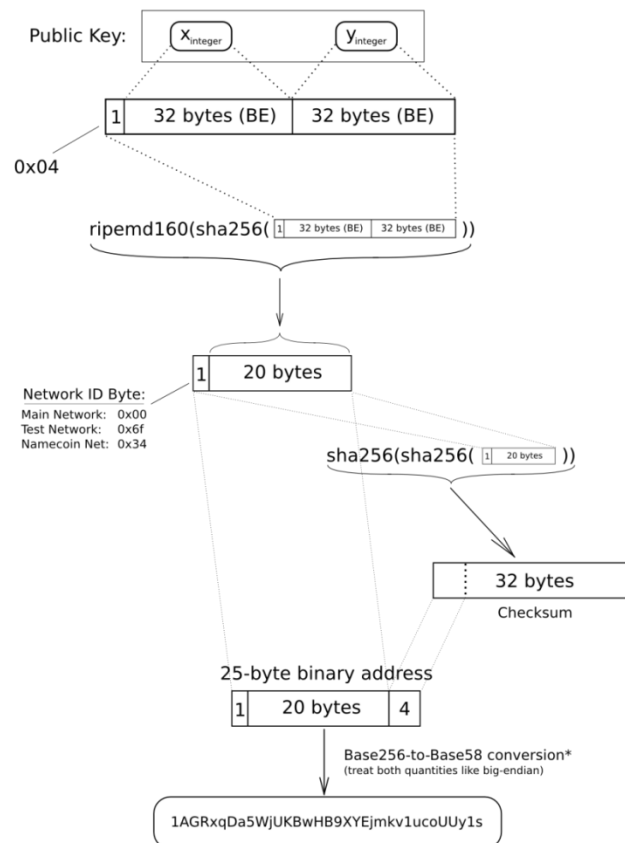 Public Key:
x integer
y integer
1
32 bytes (BE)
32 bytes (BE)
0x04
ripemd160(sha256( 1 32 bytes (BE) 32 bytes (BE) ))
1
20 bytes
Network ID Byte:
Main Network: 0x00
Test Network: 0x6f
Namecoin Net: 0x34
sha256(sha256( 1 20 bytes ))
32 bytes
Checksum
25-byte binary address
1
20 bytes
4
Base256-to-Base58 conversion*
(treat both quantities like big-endian)
1AGRxqDa5WjUKBwHB9XYEjmkv1ucoUUy1s